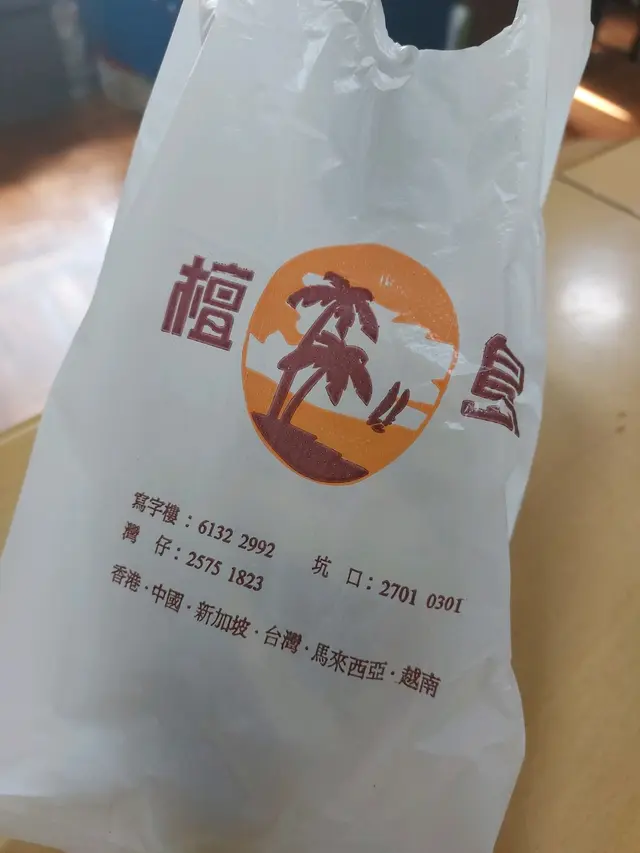 檀島
寫字樓：6132 2992 坑 口：2701 0301
灣 仔：2575 1823
香港·中國·新加坡·台灣·馬來西亞·越南